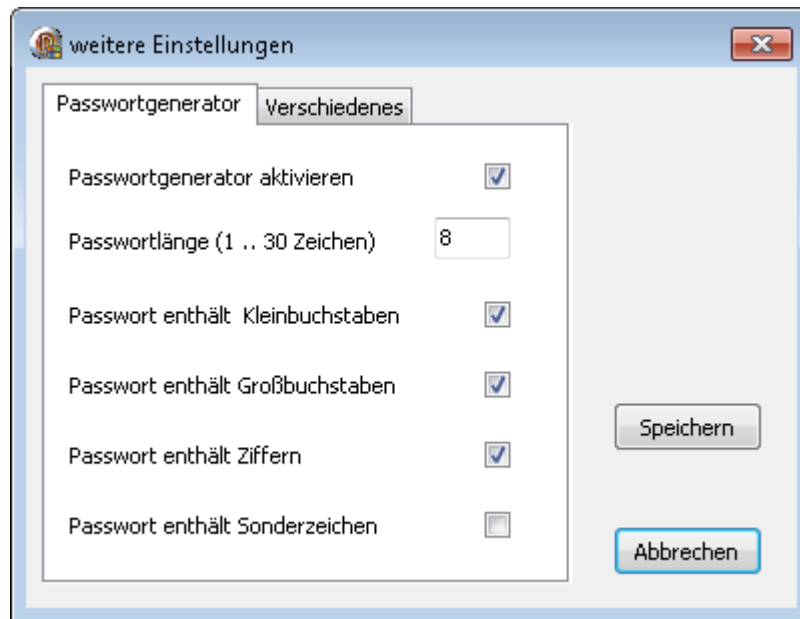 weitere Einstellungen
Passwortgenerator
Verschiedenes
Passwortgenerator aktivieren
Passwortlänge (1 .. 30 Zeichen)
8
Passwort enthält  Kleinbuchstaben
Passwort enthält Großbuchstaben
Passwort enthält Ziffern
Passwort enthält Sonderzeichen
Speichern
Abbrechen